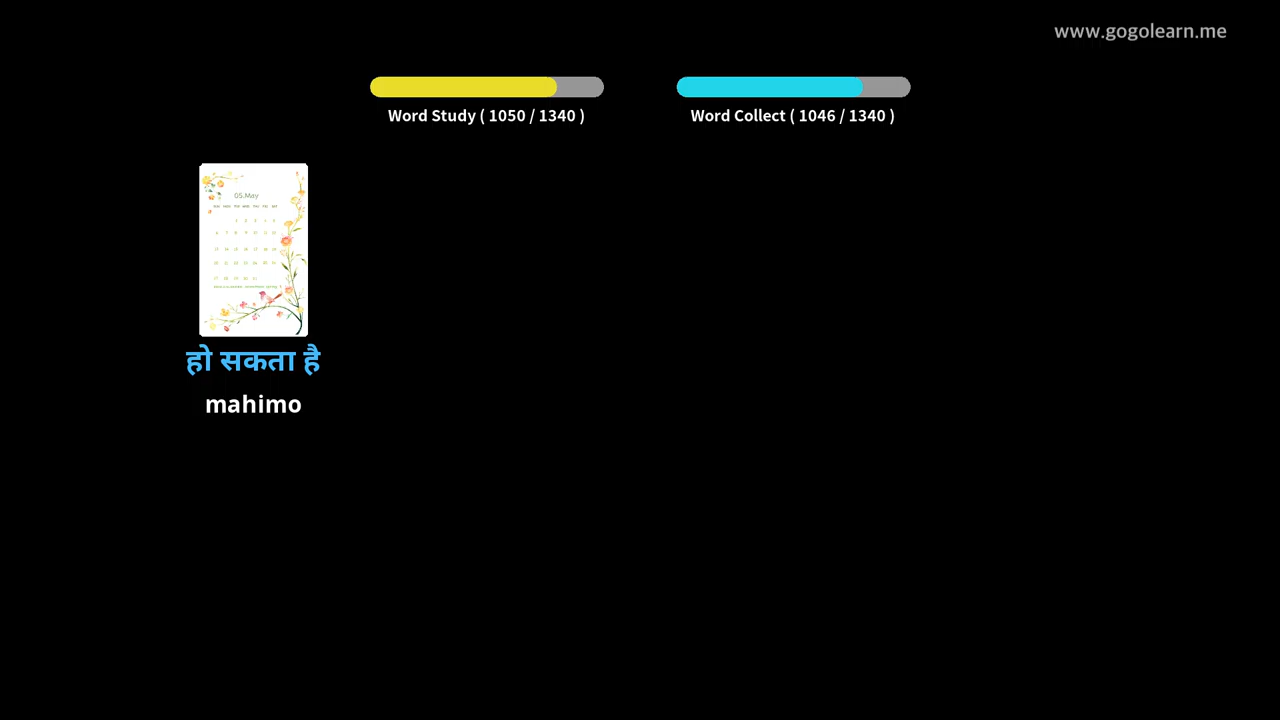 www.gogolearn.me
Word Study ( 1050 / 1340 )
Word Collect ( 1046 / 1340 )
05.May
हो सकता है
mahimo